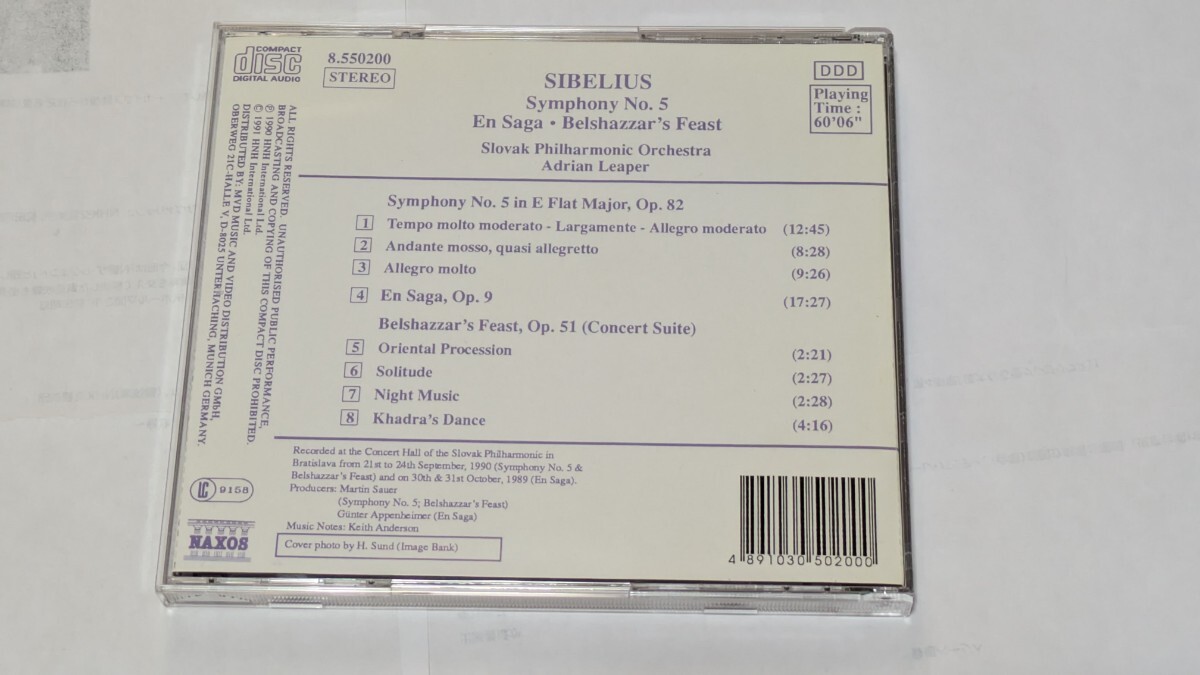 COMPACT
disc
DIGITAL AUDIO
8.550200
STEREO
SIBELIUS
Symphony No. 5
En Saga • Belshazzar's Feast
Slovak Philharmonic Orchestra
Adrian Leaper
DDD
Playing
Time :
60'06"
ALL RIGHTS RESERVED. UNAUTHORISED PUBLIC PERFORMANCE,
BROADCASTING AND COPYING OF THIS COMPACT DISC PROHIBITED.
℗ 1990 HNH International Ltd.
© 1991 HNH International Ltd.
DISTRIBUTED BY: MVD MUSIC AND VIDEO DISTRIBUTION GmbH,
OBERWEG 21C-HALLE V, D-8025 UNTERHACHING, MUNICH GERMANY.
Symphony No. 5 in E Flat Major, Op. 82
1 Tempo molto moderato - Largamente - Allegro moderato (12:45)
2 Andante mosso, quasi allegretto (8:28)
3 Allegro molto (9:26)
4 En Saga, Op. 9 (17:27)
Belshazzar's Feast, Op. 51 (Concert Suite)
5 Oriental Procession (2:21)
6 Solitude (2:27)
7 Night Music (2:28)
8 Khadra's Dance (4:16)
Recorded at the Concert Hall of the Slovak Philharmonic in
Bratislava from 21st to 24th September, 1990 (Symphony No. 5 &
Belshazzar's Feast) and on 30th & 31st October, 1989 (En Saga).
Producers: Martin Sauer
(Symphony No. 5; Belshazzar's Feast)
Günter Appenheimer (En Saga)
Music Notes: Keith Anderson
Cover photo by H. Sund (Image Bank)
LC 9158
NAXOS
4 891030 502000